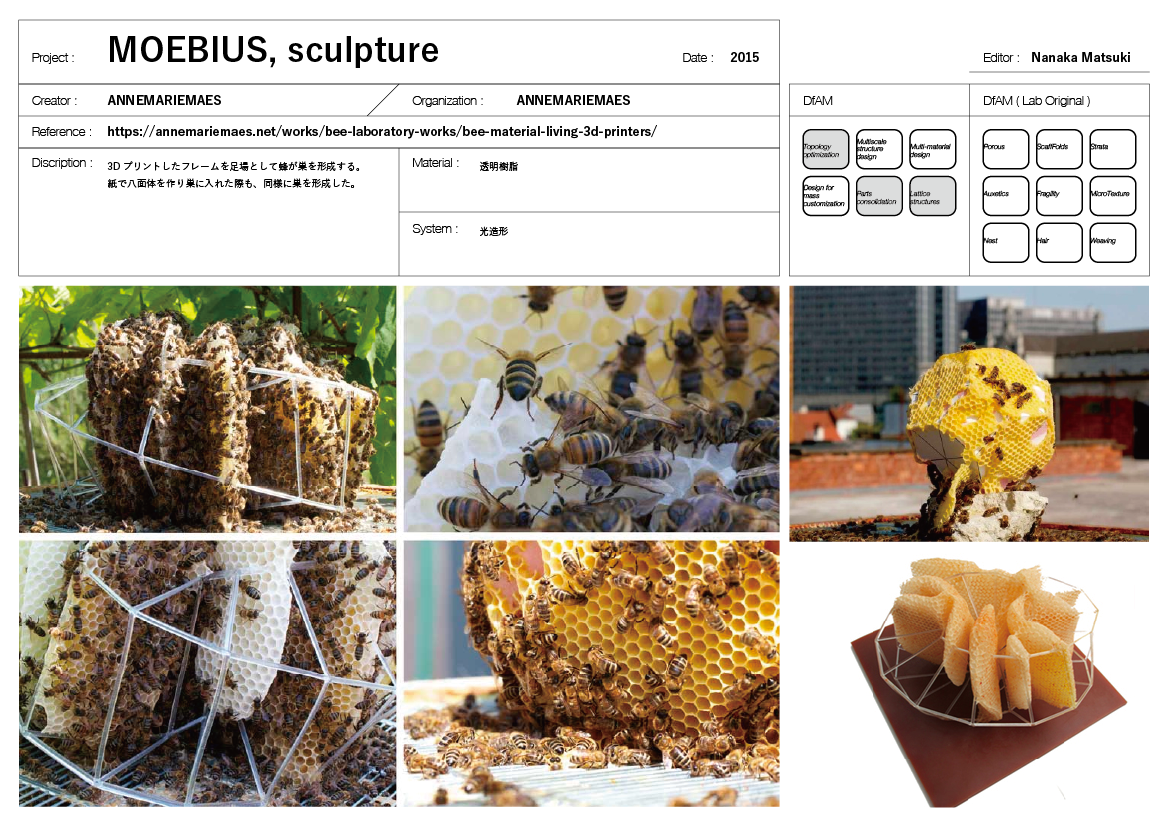 Project : MOEBIUS, sculpture Date : 2015
Editor : Nanaka Matsuki
Creator : ANNEMARIEMAES Organization : ANNEMARIEMAES
Reference : https://annemariemaes.net/works/bee-laboratory-works/bee-material-living-3d-printers/
Discription : 3D プリントしたフレームを足場として蜂が巣を形成する。
紙で八面体を作り巣に入れた際も、同様に巣を形成した。
Material : 透明樹脂
System : 光造形
DfAM
Topology
optimization
Multiscale
structure
design
Multi-material
design
Design for
mass
customization
Parts
consolidation
Lattice
structures
DfAM ( Lab Original )
Porous
ScaffFolds
Strata
Auxetics
Fragility
MicroTexture
Nest
Hair
Weaving